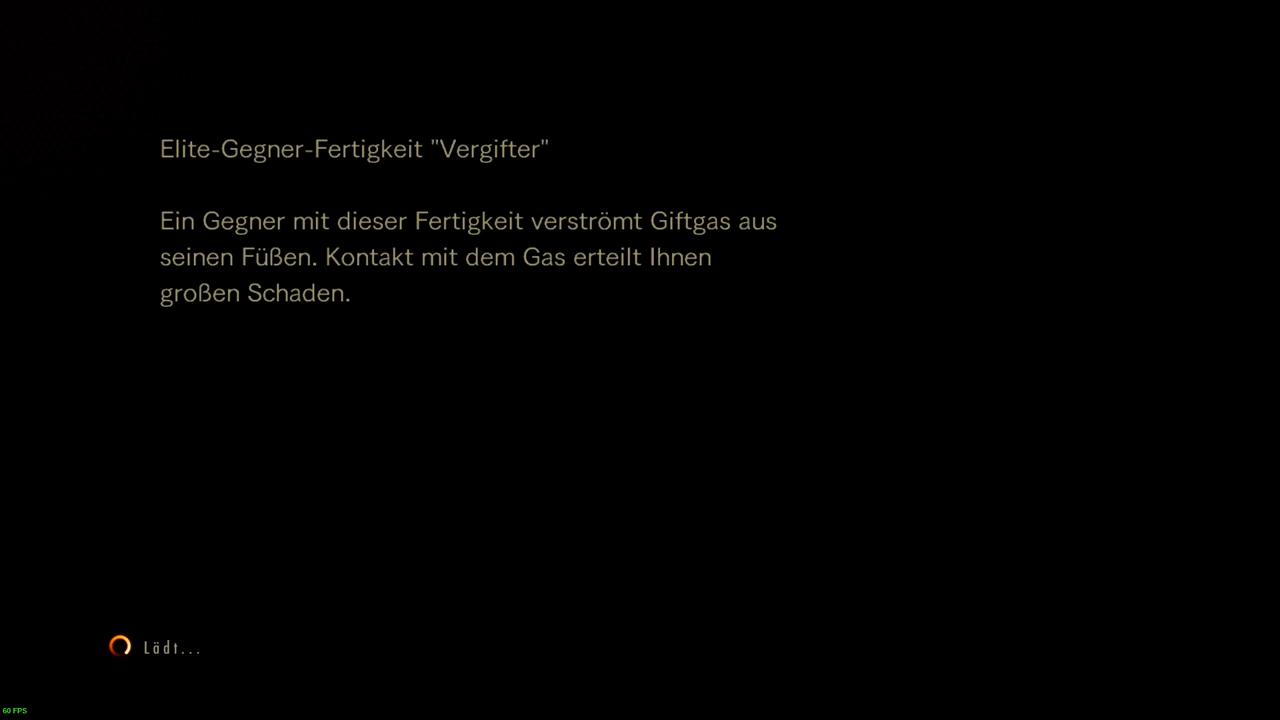 Elite-Gegner-Fertigkeit "Vergifter"
Ein Gegner mit dieser Fertigkeit verströmt Giftgas aus
seinen Füßen. Kontakt mit dem Gas erteilt Ihnen
großen Schaden.
Lädt...
60 FPS